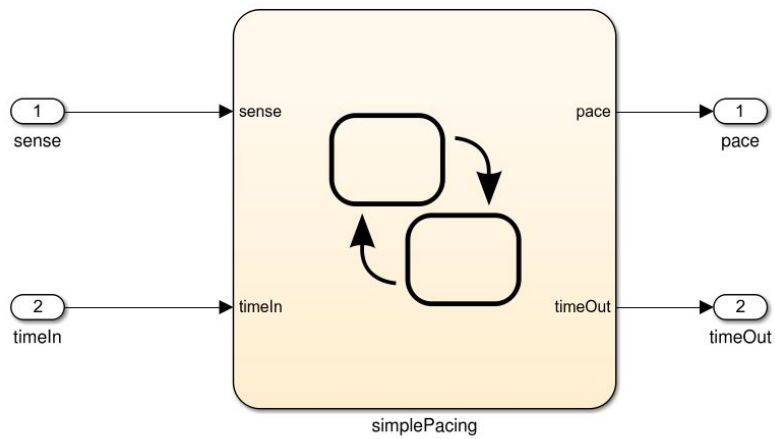 1
sense
sense
pace
1
pace
2
timeIn
timeIn
timeOut
2
timeOut
simplePacing